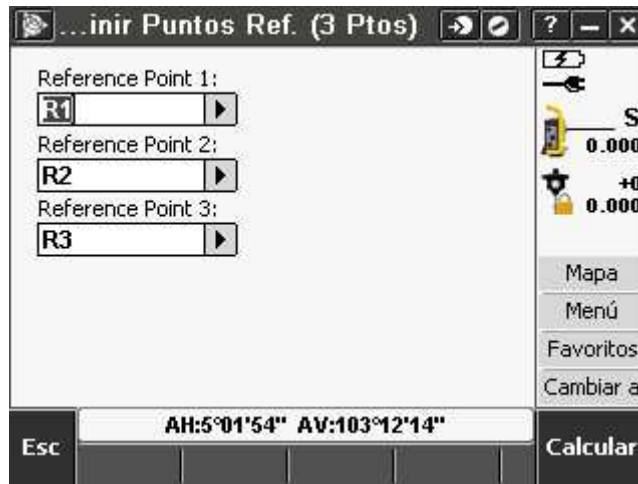 ...inir Puntos Ref. (3 Ptos)
?
Reference Point 1:
R1
Reference Point 2:
R2
Reference Point 3:
R3
S
0.000
+0
0.000
Mapa
Menú
Favoritos
Cambiar a
AH:5°01'54" AV:103°12'14"
Esc
Calcular